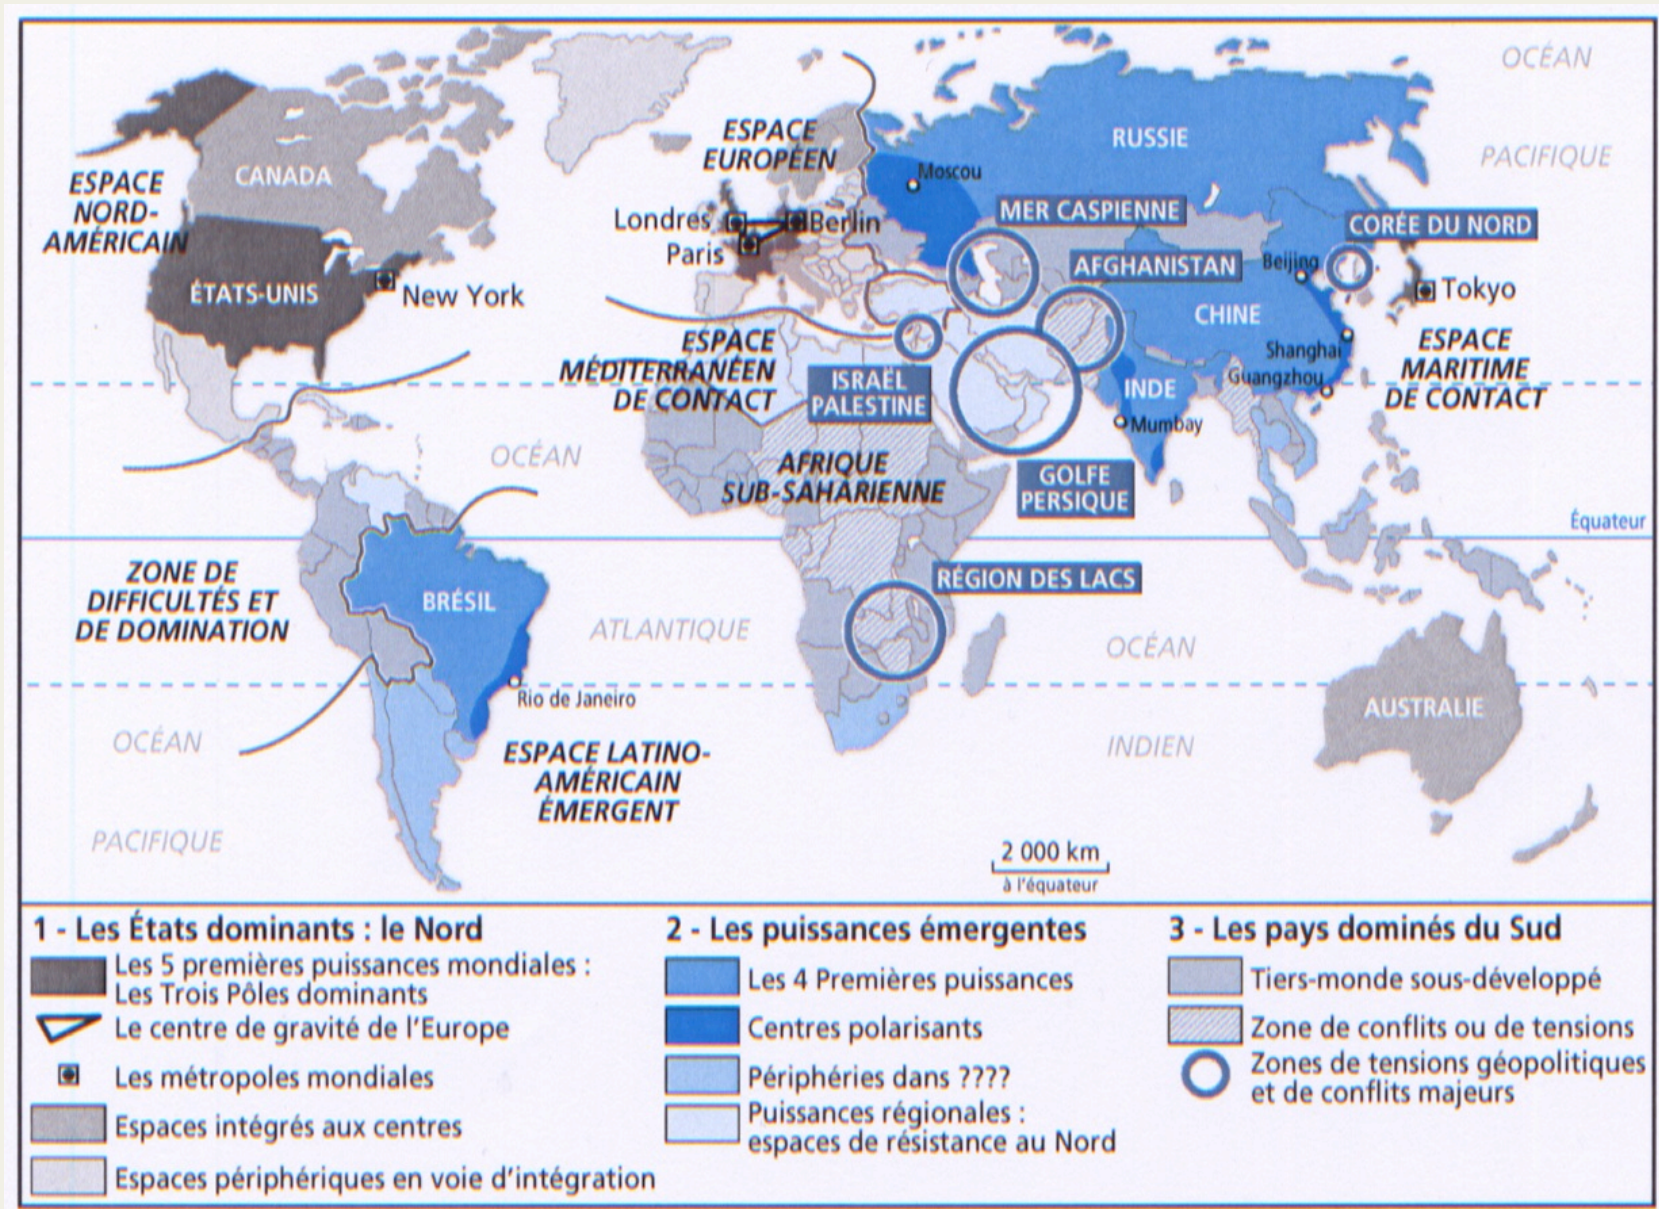 OCÉAN
PACIFIQUE
ESPACE
NORD-
AMÉRICAIN
CANADA
ÉTATS-UNIS
New York
ESPACE
EUROPÉEN
Londres
Berlin
Paris
Moscou
RUSSIE
MER CASPIENNE
CORÉE DU NORD
AFGHANISTAN
Beijing
Tokyo
CHINE
Shanghai
Guangzhou
ESPACE
MARITIME
DE CONTACT
ESPACE
MÉDITERRANÉEN
DE CONTACT
ISRAËL
PALESTINE
INDE
Mumbay
OCÉAN
AFRIQUE
SUB-SAHARIENNE
GOLFE
PERSIQUE
Équateur
ZONE DE
DIFFICULTÉS ET
DE DOMINATION
BRÉSIL
RÉGION DES LACS
ATLANTIQUE
OCÉAN
Rio de Janeiro
AUSTRALIE
OCÉAN
INDIEN
ESPACE LATINO-
AMÉRICAIN
ÉMERGENT
PACIFIQUE
2 000 km
à l'équateur
1 - Les États dominants : le Nord
Les 5 premières puissances mondiales :
Les Trois Pôles dominants
Le centre de gravité de l'Europe
Les métropoles mondiales
Espaces intégrés aux centres
Espaces périphériques en voie d'intégration
2 - Les puissances émergentes
Les 4 Premières puissances
Centres polarisants
Périphéries dans ????
Puissances régionales :
espaces de résistance au Nord
3 - Les pays dominés du Sud
Tiers-monde sous-développé
Zone de conflits ou de tensions
Zones de tensions géopolitiques
et de conflits majeurs